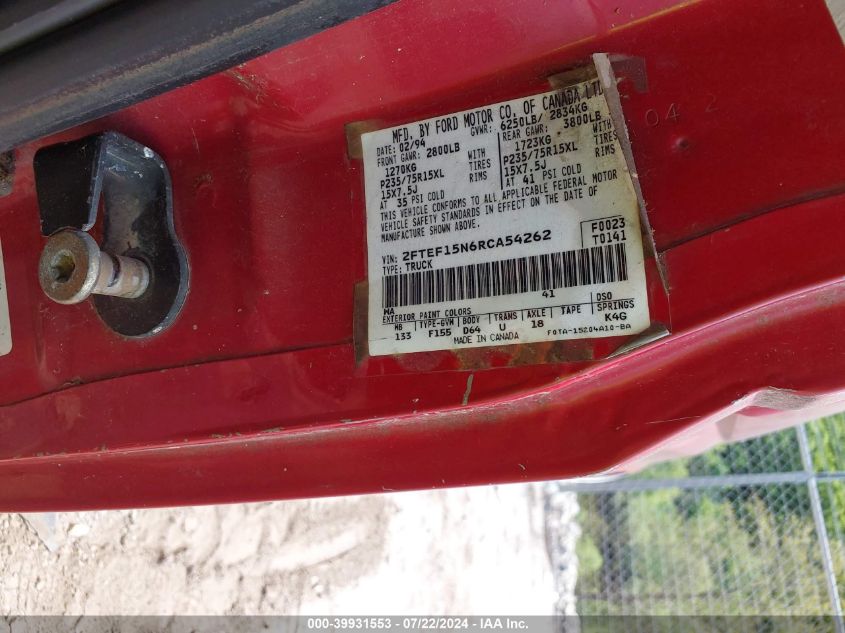 MFD. BY FORD MOTOR CO. OF CANADA LTD
DATE: 02/94 GVWR: 6250LB/ 2834KG
FRONT GAWR: 2800LB REAR GAWR: 3800LB
1270KG WITH 1723KG WITH
P235/75R15XL TIRES P235/75R15XL TIRES
15X7.5J RIMS 15X7.5J RIMS
AT 35 PSI COLD AT 41 PSI COLD
THIS VEHICLE CONFORMS TO ALL APPLICABLE FEDERAL MOTOR
VEHICLE SAFETY STANDARDS IN EFFECT ON THE DATE OF
MANUFACTURE SHOWN ABOVE.
VIN: 2FTEF15N6RCA54262 F0023
TYPE: TRUCK T0141
41
WA
EXTERIOR PAINT COLORS DSO
WB TYPE-GVW BODY TRANS AXLE TAPE SPRINGS
133 F155 D64 U 18 K4G
MADE IN CANADA F0TA-15204A10-BA
04 2
000-39931553 / 07/22/2024 - IAA Inc.